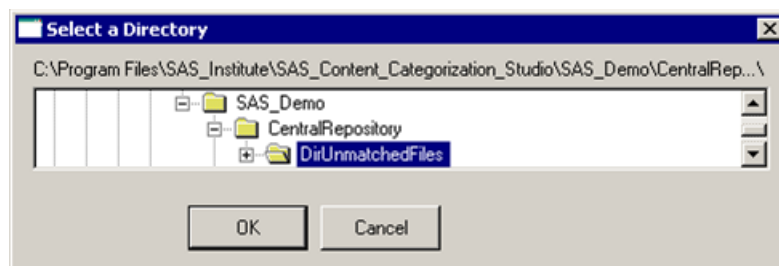 Select a Directory
C:\Program Files\SAS_Institute\SAS_Content_Categorization_Studio\SAS_Demo\CentralRep...\
SAS_Demo
CentralRepository
DirUnmatchedFiles
OK Cancel